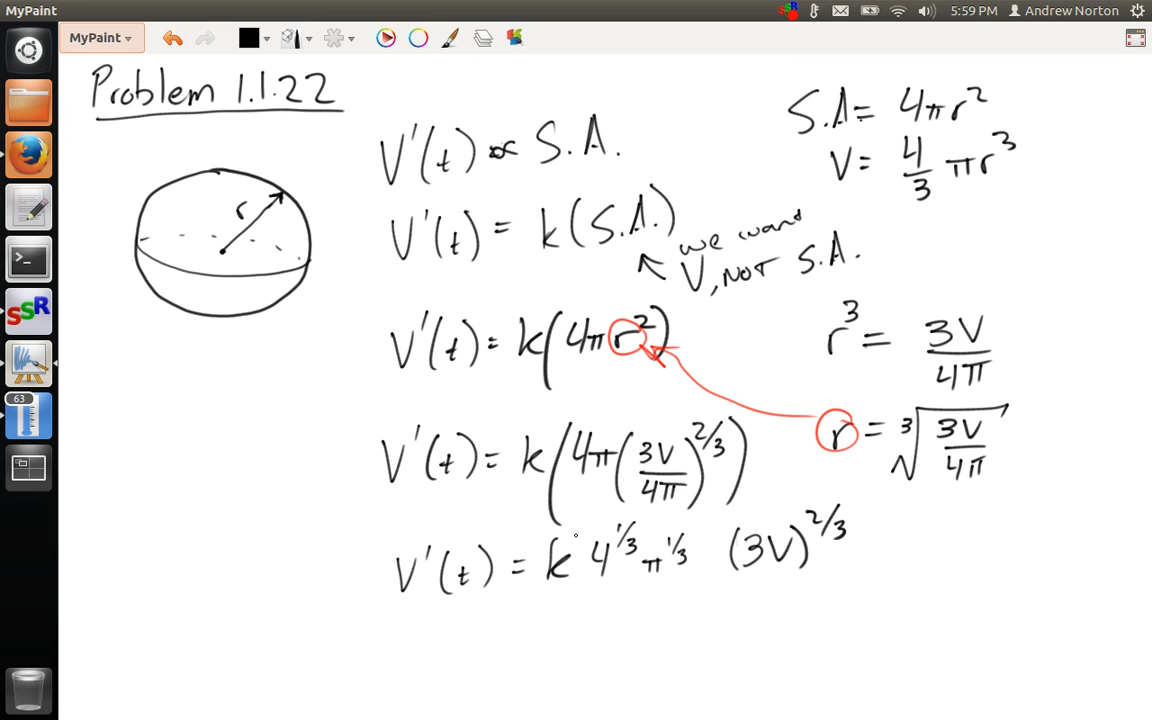 MyPaint
5:59 PM Andrew Norton
MyPaint
Problem 1.1.22
S.A = 4πr²
V = 4/3 πr³
r
V'(t) ∝ S.A.
V'(t) = k(S.A.)
we want
V, NOT S.A.
V'(t) = k(4πr²)
r³ = 3V/4π
r = ∛(3V/4π)
V'(t) = k(4π(3V/4π)^2/3)
V'(t) = k 4^1/3 π^1/3 (3V)^2/3
SSR
SSR
>_
63